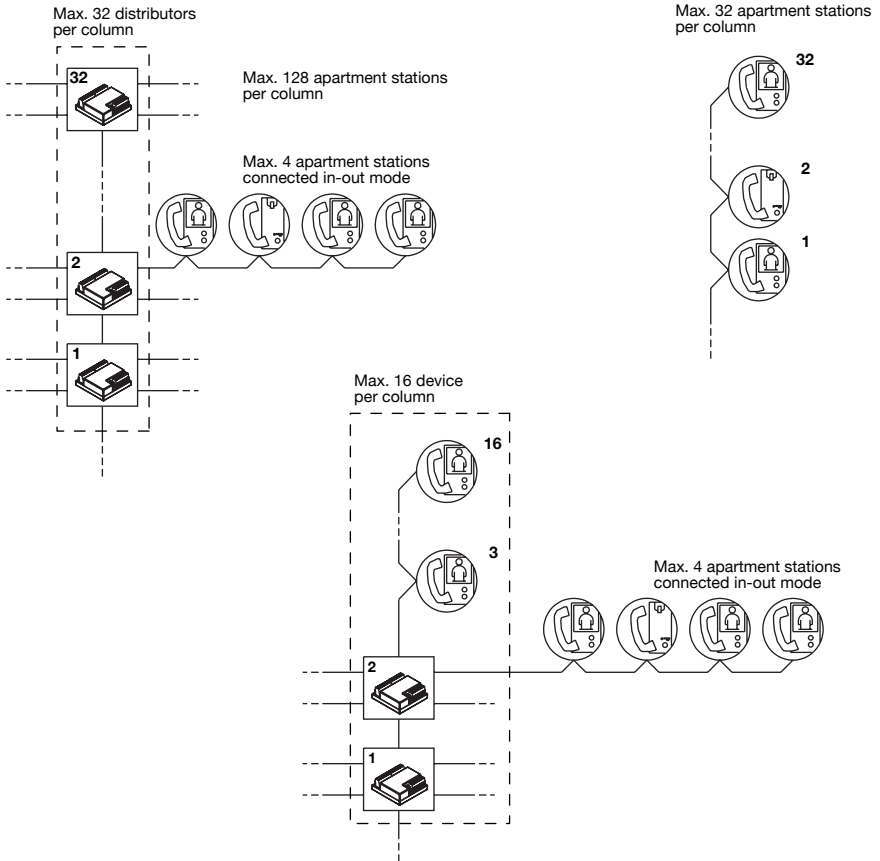 Max. 32 distributors
per column
32
Max. 128 apartment stations
per column
Max. 4 apartment stations
connected in-out mode
2
1
Max. 32 apartment stations
per column
32
2
1
Max. 16 device
per column
16
3
Max. 4 apartment stations
connected in-out mode
2
1